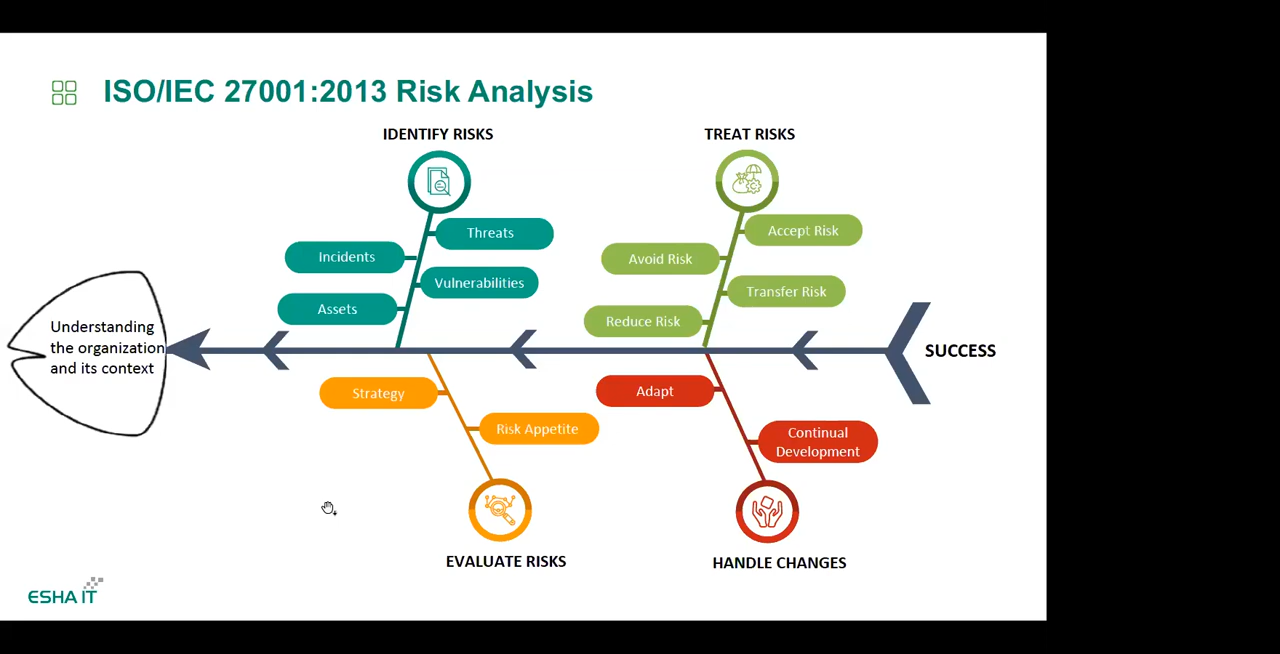 ISO/IEC 27001:2013 Risk Analysis
IDENTIFY RISKS
TREAT RISKS
Threats
Incidents
Vulnerabilities
Assets
Accept Risk
Avoid Risk
Transfer Risk
Reduce Risk
Understanding
the organization
and its context
SUCCESS
Strategy
Risk Appetite
Adapt
Continual
Development
EVALUATE RISKS
HANDLE CHANGES
ESHA IT